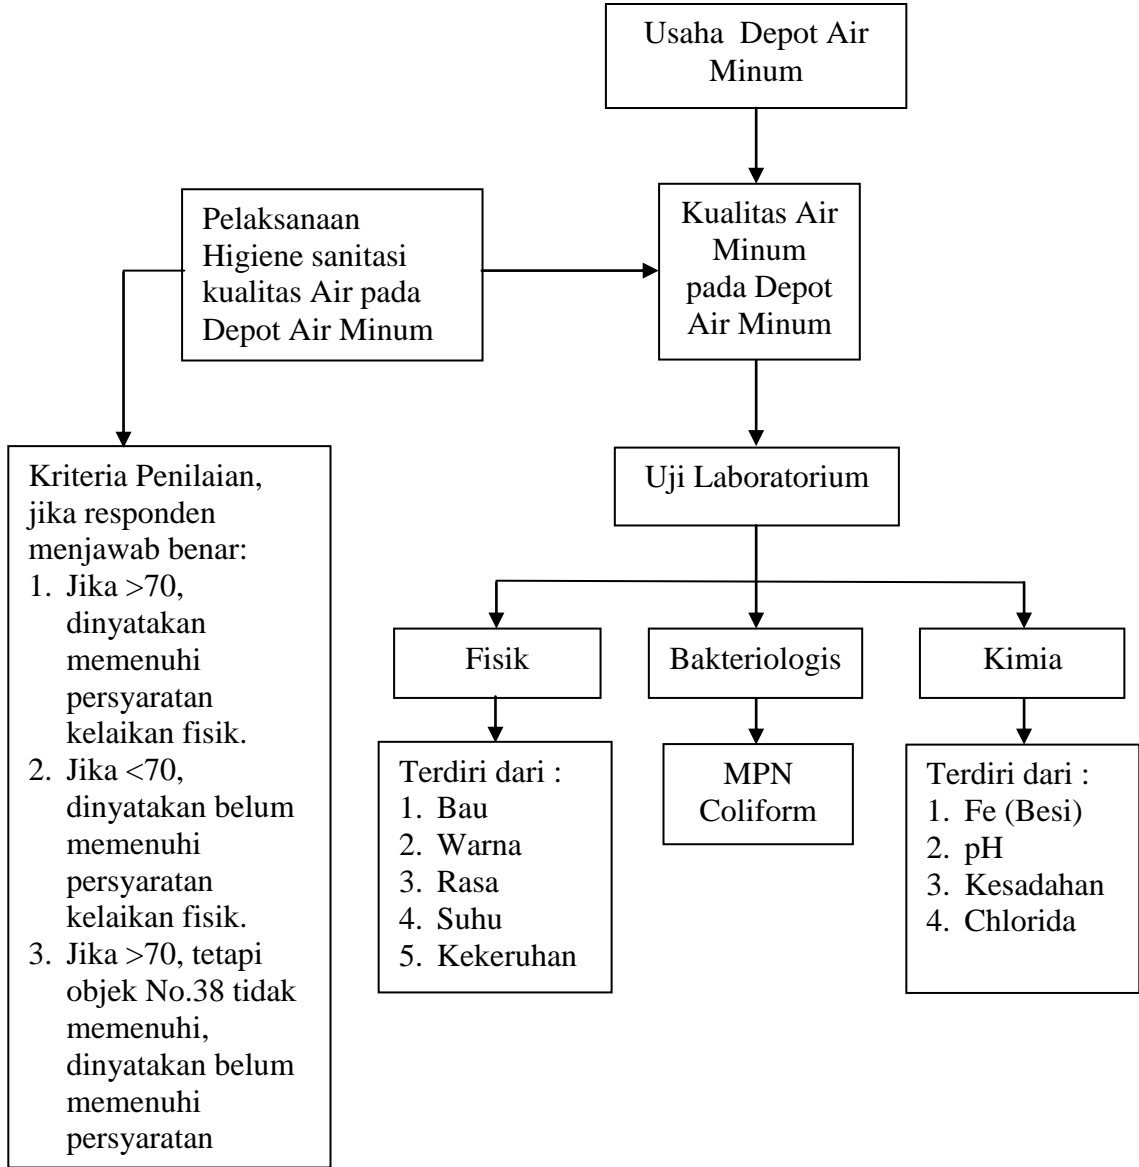 Usaha Depot Air
Minum
Pelaksanaan
Higiene sanitasi
kualitas Air pada
Depot Air Minum
Kualitas Air
Minum
pada Depot
Air Minum
Kriteria Penilaian,
jika responden
menjawab benar:
1. Jika >70,
dinyatakan
memenuhi
persyaratan
kelaikan fisik.
2. Jika <70,
dinyatakan belum
memenuhi
persyaratan
kelaikan fisik.
3. Jika >70, tetapi
objek No.38 tidak
memenuhi,
dinyatakan belum
memenuhi
persyaratan
Uji Laboratorium
Fisik
Bakteriologis
Kimia
Terdiri dari :
1. Bau
2. Warna
3. Rasa
4. Suhu
5. Kekeruhan
MPN
Coliform
Terdiri dari :
1. Fe (Besi)
2. pH
3. Kesadahan
4. Chlorida